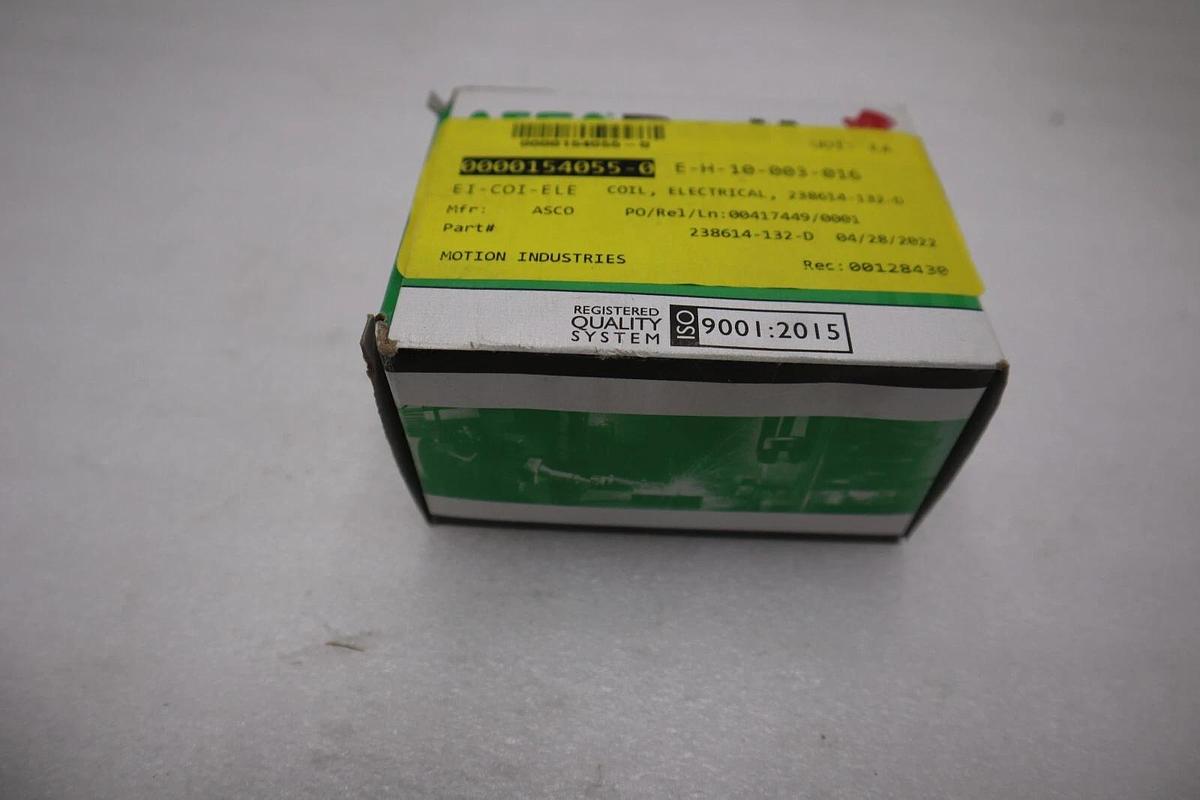 0000154055-0
0000154055-0 E-H-10-003-016
EI-COI-ELE COIL, ELECTRICAL, 238614-132-D
Mfr: ASCO PO/Rel/Ln:00417449/0001
Part# 238614-132-D 04/28/2022
MOTION INDUSTRIES Rec:00128430
REGISTERED
QUALITY
SYSTEM
ISO 9001:2015